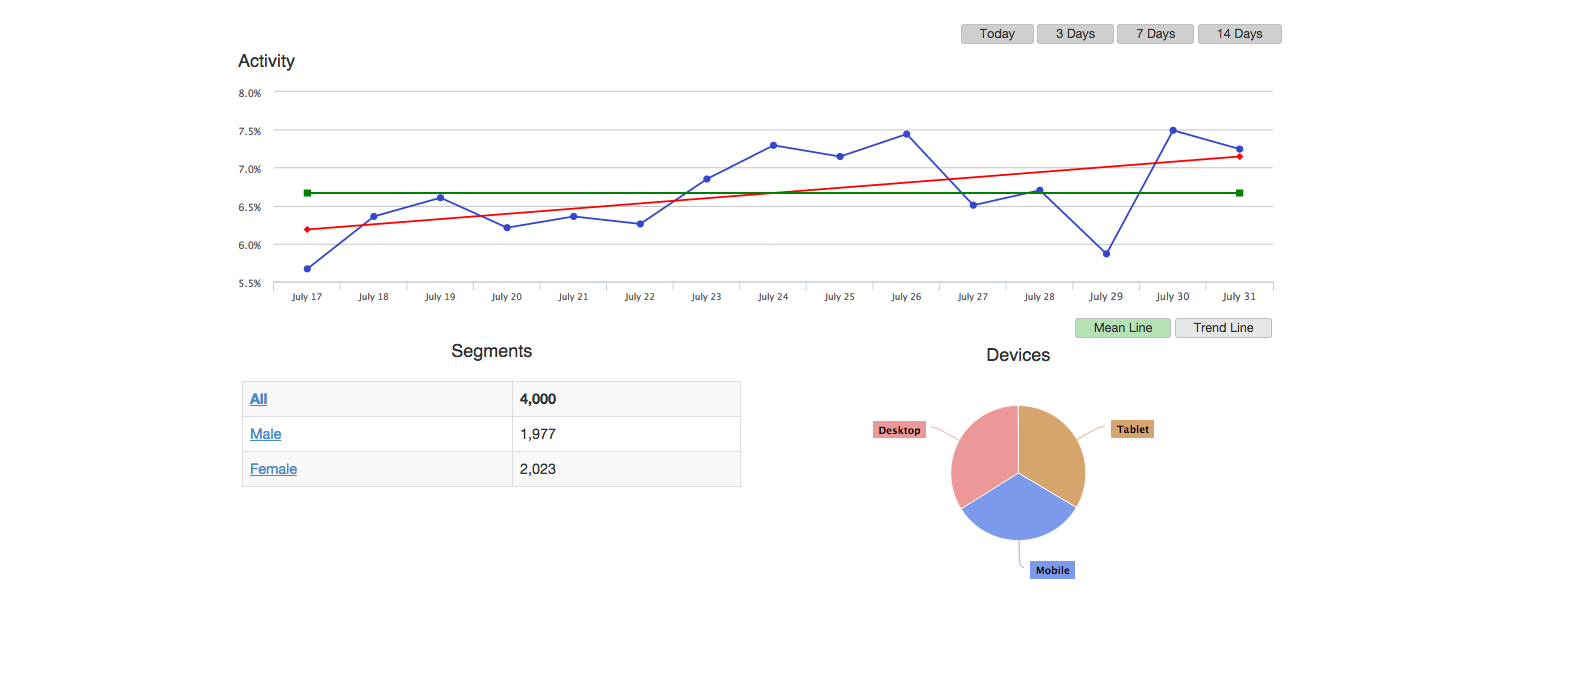 Today 3 Days 7 Days 14 Days
Activity
8.0%
7.5%
7.0%
6.5%
6.0%
5.5%
July 17 July 18 July 19 July 20 July 21 July 22 July 23 July 24 July 25 July 26 July 27 July 28 July 29 July 30 July 31
Mean Line Trend Line
Segments
All 4,000
Male 1,977
Female 2,023
Devices
Desktop Tablet
Mobile